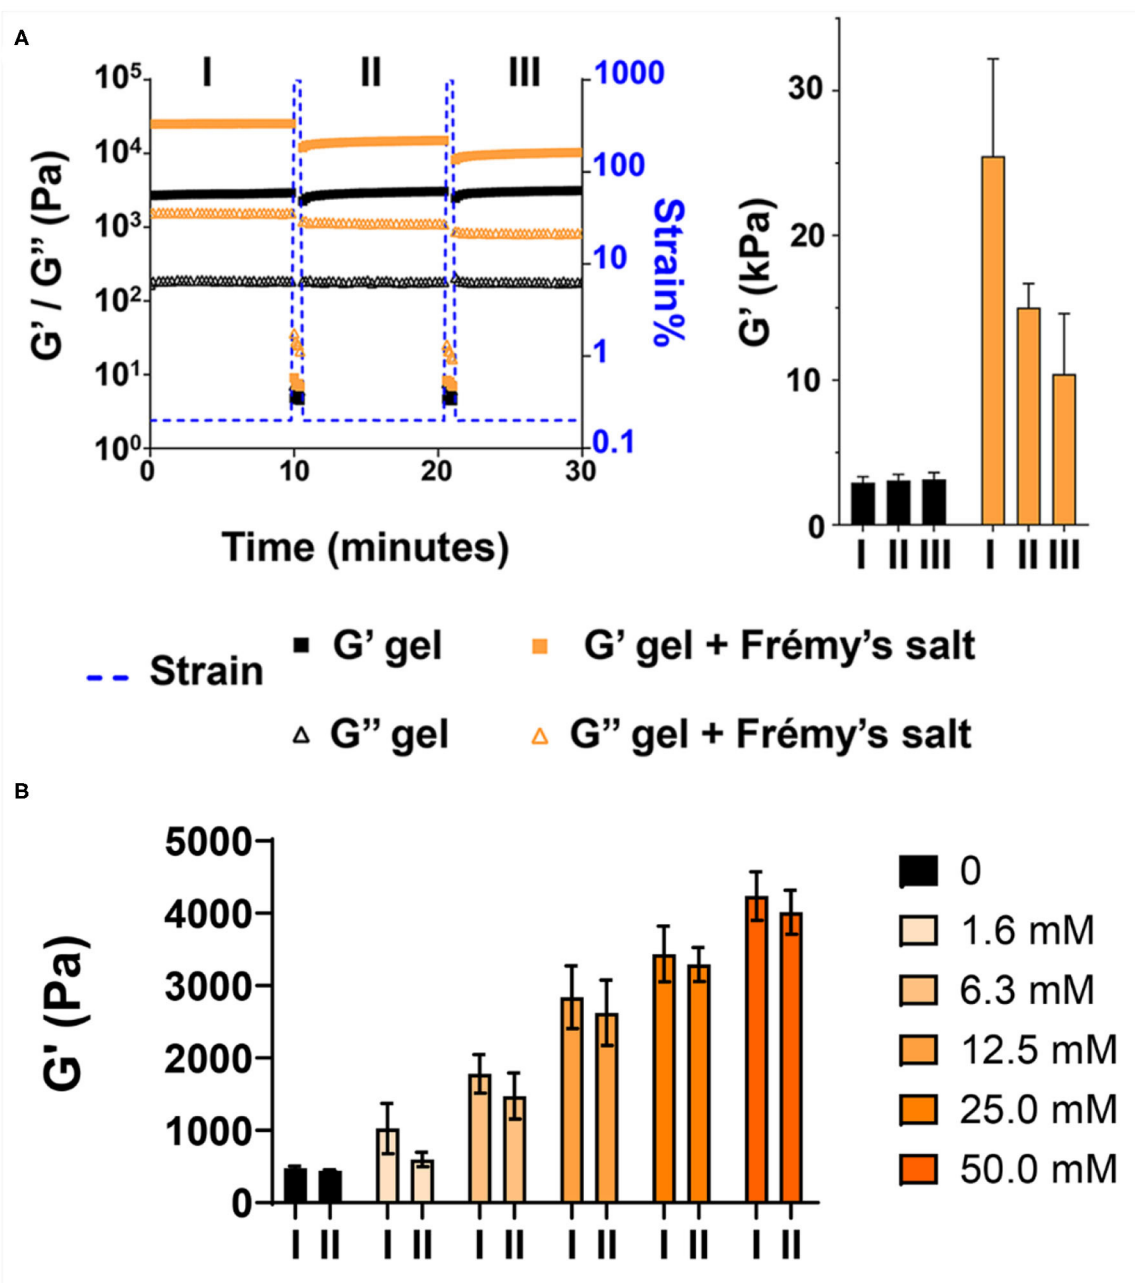 A
I II III
10⁵
10⁴
10³
10²
10¹
10⁰
G’ / G” (Pa)
1000
100
10
1
0.1
Strain%
0 10 20 30
Time (minutes)
30
20
10
0
G’ (kPa)
I II III I II III
Strain
G’ gel
G’ gel + Frémy’s salt
G” gel
G” gel + Frémy’s salt
B
5000
4000
3000
2000
1000
0
G' (Pa)
I II I II I II I II I II I II
0
1.6 mM
6.3 mM
12.5 mM
25.0 mM
50.0 mM